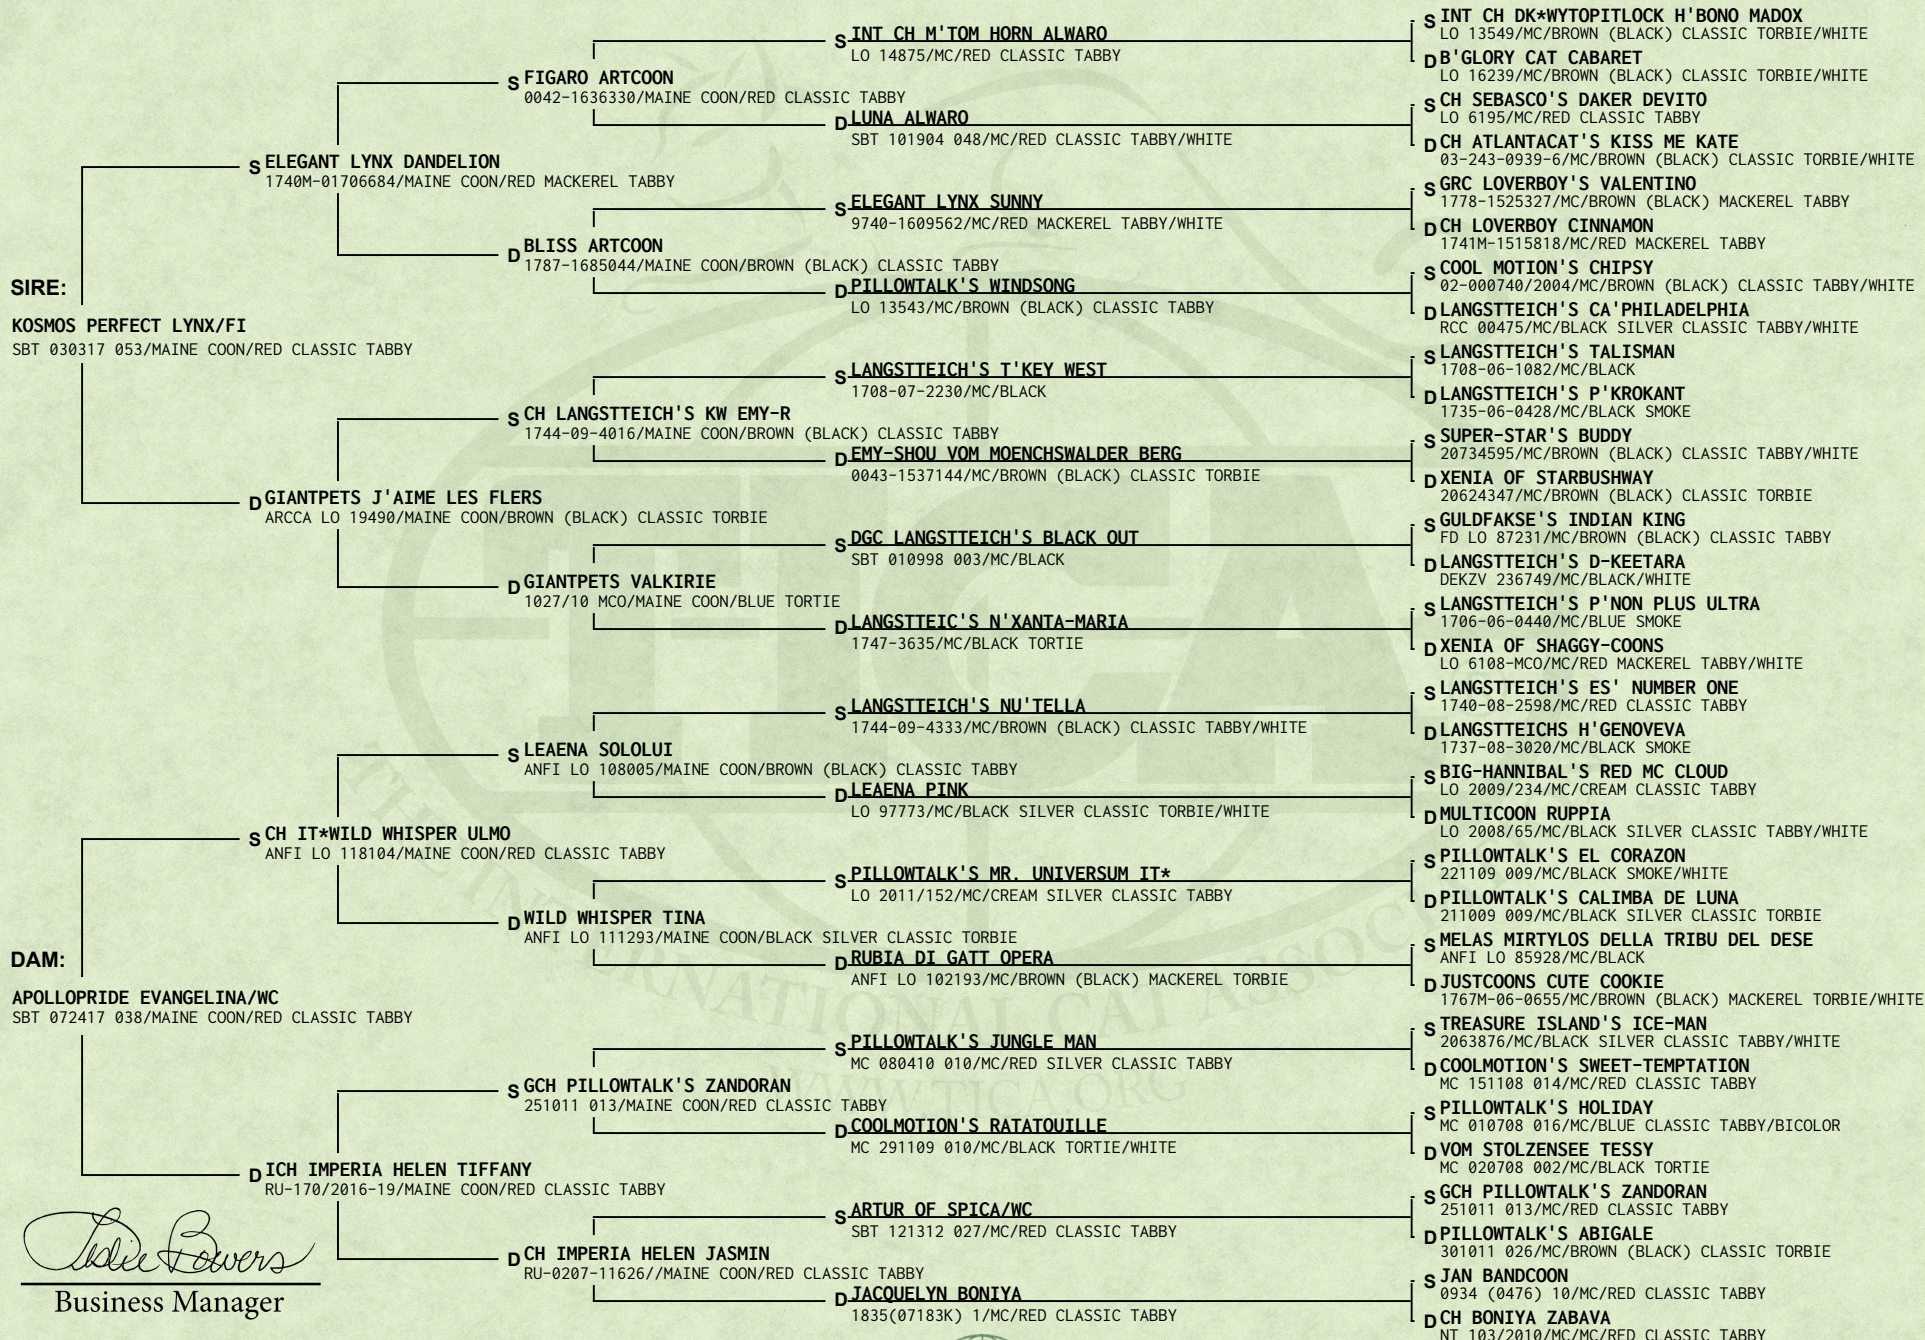 SIRE:
KOSMOS PERFECT LYNX/FI
SBT 030317 053/MAINE COON/RED CLASSIC TABBY
DAM:
APOLLOPRIDE EVANGELINA/WC
SBT 072417 038/MAINE COON/RED CLASSIC TABBY
S ELEGANT LYNX DANDELION
1740M-01706684/MAINE COON/RED MACKEREL TABBY
D GIANTPETS J'AIME LES FLERS
ARCCA LO 19490/MAINE COON/BROWN (BLACK) CLASSIC TORBIE
S CH IT*WILD WHISPER ULMO
ANFI LO 118104/MAINE COON/RED CLASSIC TABBY
D ICH IMPERIA HELEN TIFFANY
RU-170/2016-19/MAINE COON/RED CLASSIC TABBY
S FIGARO ARTCOON
0042-1636330/MAINE COON/RED CLASSIC TABBY
D BLISS ARTCOON
1787-1685044/MAINE COON/BROWN (BLACK) CLASSIC TABBY
S CH LANGSTTEICH'S KW EMY-R
1744-09-4016/MAINE COON/BROWN (BLACK) CLASSIC TABBY
D GIANTPETS VALKIRIE
1027/10 MCO/MAINE COON/BLUE TORTIE
S LEAENA SOLOLUI
ANFI LO 108005/MAINE COON/BROWN (BLACK) CLASSIC TABBY
D WILD WHISPER TINA
ANFI LO 111293/MAINE COON/BLACK SILVER CLASSIC TORBIE
S GCH PILLOWTALK'S ZANDORAN
251011 013/MAINE COON/RED CLASSIC TABBY
D CH IMPERIA HELEN JASMIN
RU-0207-11626//MAINE COON/RED CLASSIC TABBY
S INT CH M'TOM HORN ALWARO
LO 14875/MC/RED CLASSIC TABBY
D LUNA ALWARO
SBT 101904 048/MC/RED CLASSIC TABBY/WHITE
S ELEGANT LYNX SUNNY
9740-1609562/MC/RED MACKEREL TABBY/WHITE
D PILLOWTALK'S WINDSONG
LO 13543/MC/BROWN (BLACK) CLASSIC TABBY
S LANGSTTEICH'S T'KEY WEST
1708-07-2230/MC/BLACK
D EMY-SHOU VOM MOENCHSWALDER BERG
0043-1537144/MC/BROWN (BLACK) CLASSIC TORBIE
S DGC LANGSTTEICH'S BLACK OUT
SBT 010998 003/MC/BLACK
D LANGSTTEIC'S N'XANTA-MARIA
1747-3635/MC/BLACK TORTIE
S LANGSTTEICH'S NU'TELLA
1744-09-4333/MC/BROWN (BLACK) CLASSIC TABBY/WHITE
D LEAENA PINK
LO 97773/MC/BLACK SILVER CLASSIC TORBIE/WHITE
S PILLOWTALK'S MR. UNIVERSUM IT*
LO 2011/152/MC/CREAM SILVER CLASSIC TABBY
D RUBIA DI GATT OPERA
ANFI LO 102193/MC/BROWN (BLACK) MACKEREL TORBIE
S PILLOWTALK'S JUNGLE MAN
MC 080410 010/MC/RED SILVER CLASSIC TABBY
D COOLMOTION'S RATATOUILLE
MC 291109 010/MC/BLACK TORTIE/WHITE
S ARTUR OF SPICA/WC
SBT 121312 027/MC/RED CLASSIC TABBY
D JACQUELYN BONIYA
1835(07183K) 1/MC/RED CLASSIC TABBY
S INT CH DK*WYTOPITLOCK H'BONO MADOX
LO 13549/MC/BROWN (BLACK) CLASSIC TORBIE/WHITE
D B'GLORY CAT CABARET
LO 16239/MC/BROWN (BLACK) CLASSIC TORBIE/WHITE
S CH SEBASCO'S DAKER DEVITO
LO 6195/MC/RED CLASSIC TABBY
D CH ATLANTACAT'S KISS ME KATE
03-243-0939-6/MC/BROWN (BLACK) CLASSIC TORBIE/WHITE
S GRC LOVERBOY'S VALENTINO
1778-1525327/MC/BROWN (BLACK) MACKEREL TABBY
D CH LOVERBOY CINNAMON
1741M-1515818/MC/RED MACKEREL TABBY
S COOL MOTION'S CHIPSY
02-000740/2004/MC/BROWN (BLACK) CLASSIC TABBY/WHITE
D LANGSTTEICH'S CA'PHILADELPHIA
RCC 00475/MC/BLACK SILVER CLASSIC TABBY/WHITE
S LANGSTTEICH'S TALISMAN
1708-06-1082/MC/BLACK
D LANGSTTEICH'S P'KROKANT
1735-06-0428/MC/BLACK SMOKE
S SUPER-STAR'S BUDDY
20734595/MC/BROWN (BLACK) CLASSIC TABBY/WHITE
D XENIA OF STARBUSHWAY
20624347/MC/BROWN (BLACK) CLASSIC TORBIE
S GULDFAKSE'S INDIAN KING
FD LO 87231/MC/BROWN (BLACK) CLASSIC TABBY
D LANGSTTEICH'S D-KEETARA
DEKZV 236749/MC/BLACK/WHITE
S LANGSTTEICH'S P'NON PLUS ULTRA
1706-06-0440/MC/BLUE SMOKE
D XENIA OF SHAGGY-COONS
LO 6108-MCO/MC/RED MACKEREL TABBY/WHITE
S LANGSTTEICH'S ES' NUMBER ONE
1740-08-2598/MC/RED CLASSIC TABBY
D LANGSTTEICHS H'GENOVEVA
1737-08-3020/MC/BLACK SMOKE
S BIG-HANNIBAL'S RED MC CLOUD
LO 2009/234/MC/CREAM CLASSIC TABBY
D MULTICOON RUPPIA
LO 2008/65/MC/BLACK SILVER CLASSIC TABBY/WHITE
S PILLOWTALK'S EL CORAZON
221109 009/MC/BLACK SMOKE/WHITE
D PILLOWTALK'S CALIMBA DE LUNA
211009 009/MC/BLACK SILVER CLASSIC TORBIE
S MELAS MIRTYLOS DELLA TRIBU DEL DESE
ANFI LO 85928/MC/BLACK
D JUSTCOONS CUTE COOKIE
1767M-06-0655/MC/BROWN (BLACK) MACKEREL TORBIE/WHITE
S TREASURE ISLAND'S ICE-MAN
2063876/MC/BLACK SILVER CLASSIC TABBY/WHITE
D COOLMOTION'S SWEET-TEMPTATION
MC 151108 014/MC/RED CLASSIC TABBY
S PILLOWTALK'S HOLIDAY
MC 010708 016/MC/BLUE CLASSIC TABBY/BICOLOR
D VOM STOLZENSEE TESSY
MC 020708 002/MC/BLACK TORTIE
S GCH PILLOWTALK'S ZANDORAN
251011 013/MC/RED CLASSIC TABBY
D PILLOWTALK'S ABIGALE
301011 026/MC/BROWN (BLACK) CLASSIC TORBIE
S JAN BANDCOON
0934 (0476) 10/MC/RED CLASSIC TABBY
D CH BONIYA ZABAVA
NT 103/2010/MC/MC/RED CLASSIC TABBY
Leslie Bowers
Business Manager
TICA
THE INTERNATIONAL CAT ASSOC
WWW.TICA.ORG